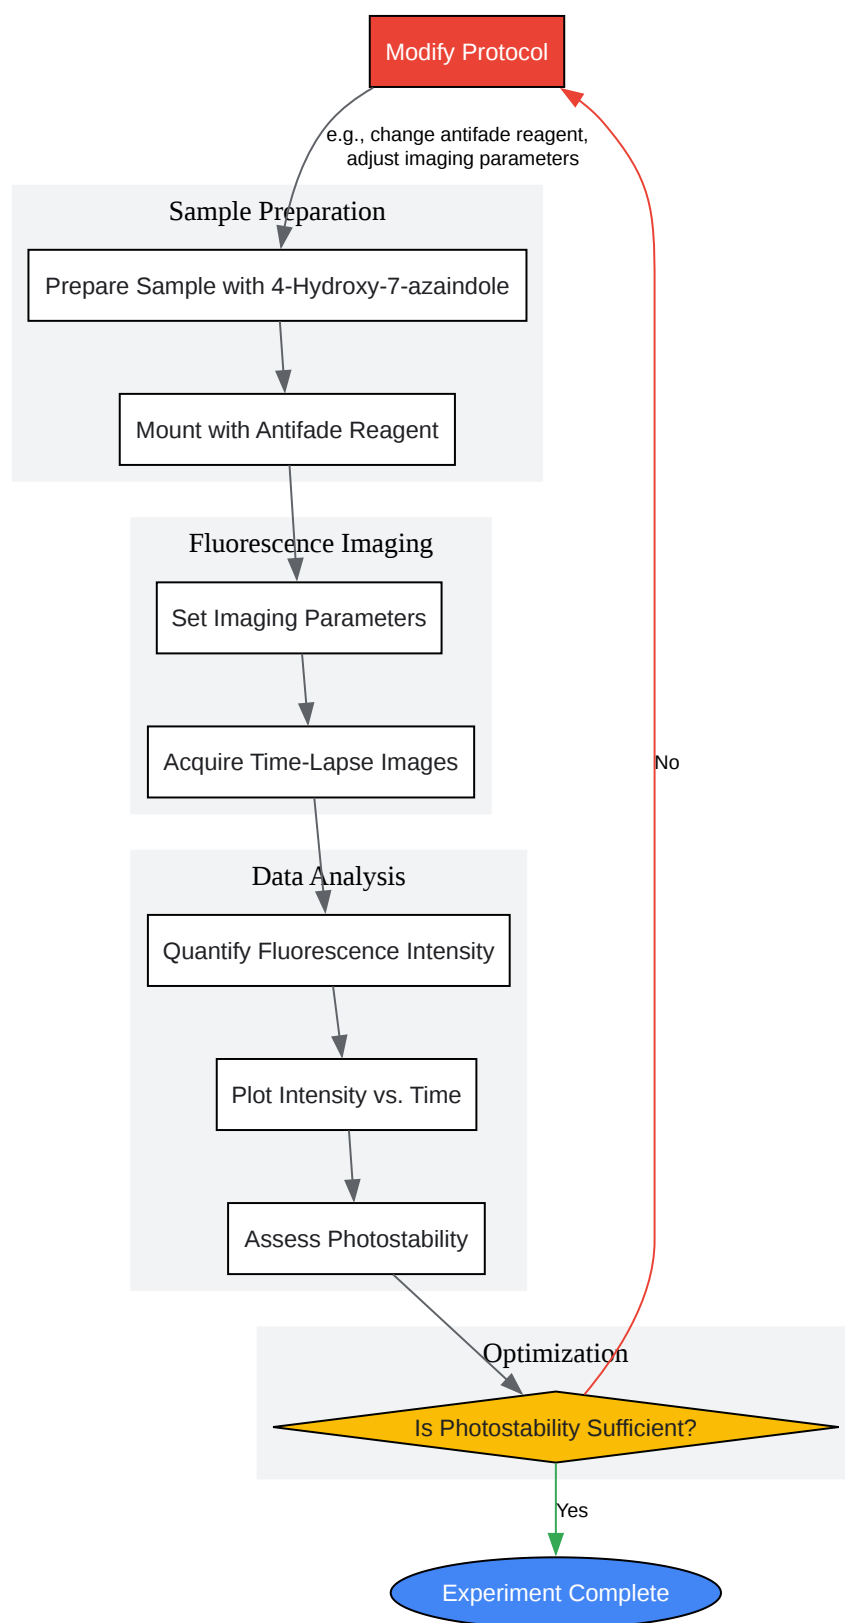 Modify Protocol
e.g., change antifade reagent,
adjust imaging parameters
Sample Preparation
Prepare Sample with 4-Hydroxy-7-azaindole
Mount with Antifade Reagent
Fluorescence Imaging
Set Imaging Parameters
Acquire Time-Lapse Images
No
Data Analysis
Quantify Fluorescence Intensity
Plot Intensity vs. Time
Assess Photostability
Optimization
Is Photostability Sufficient?
Yes
Experiment Complete